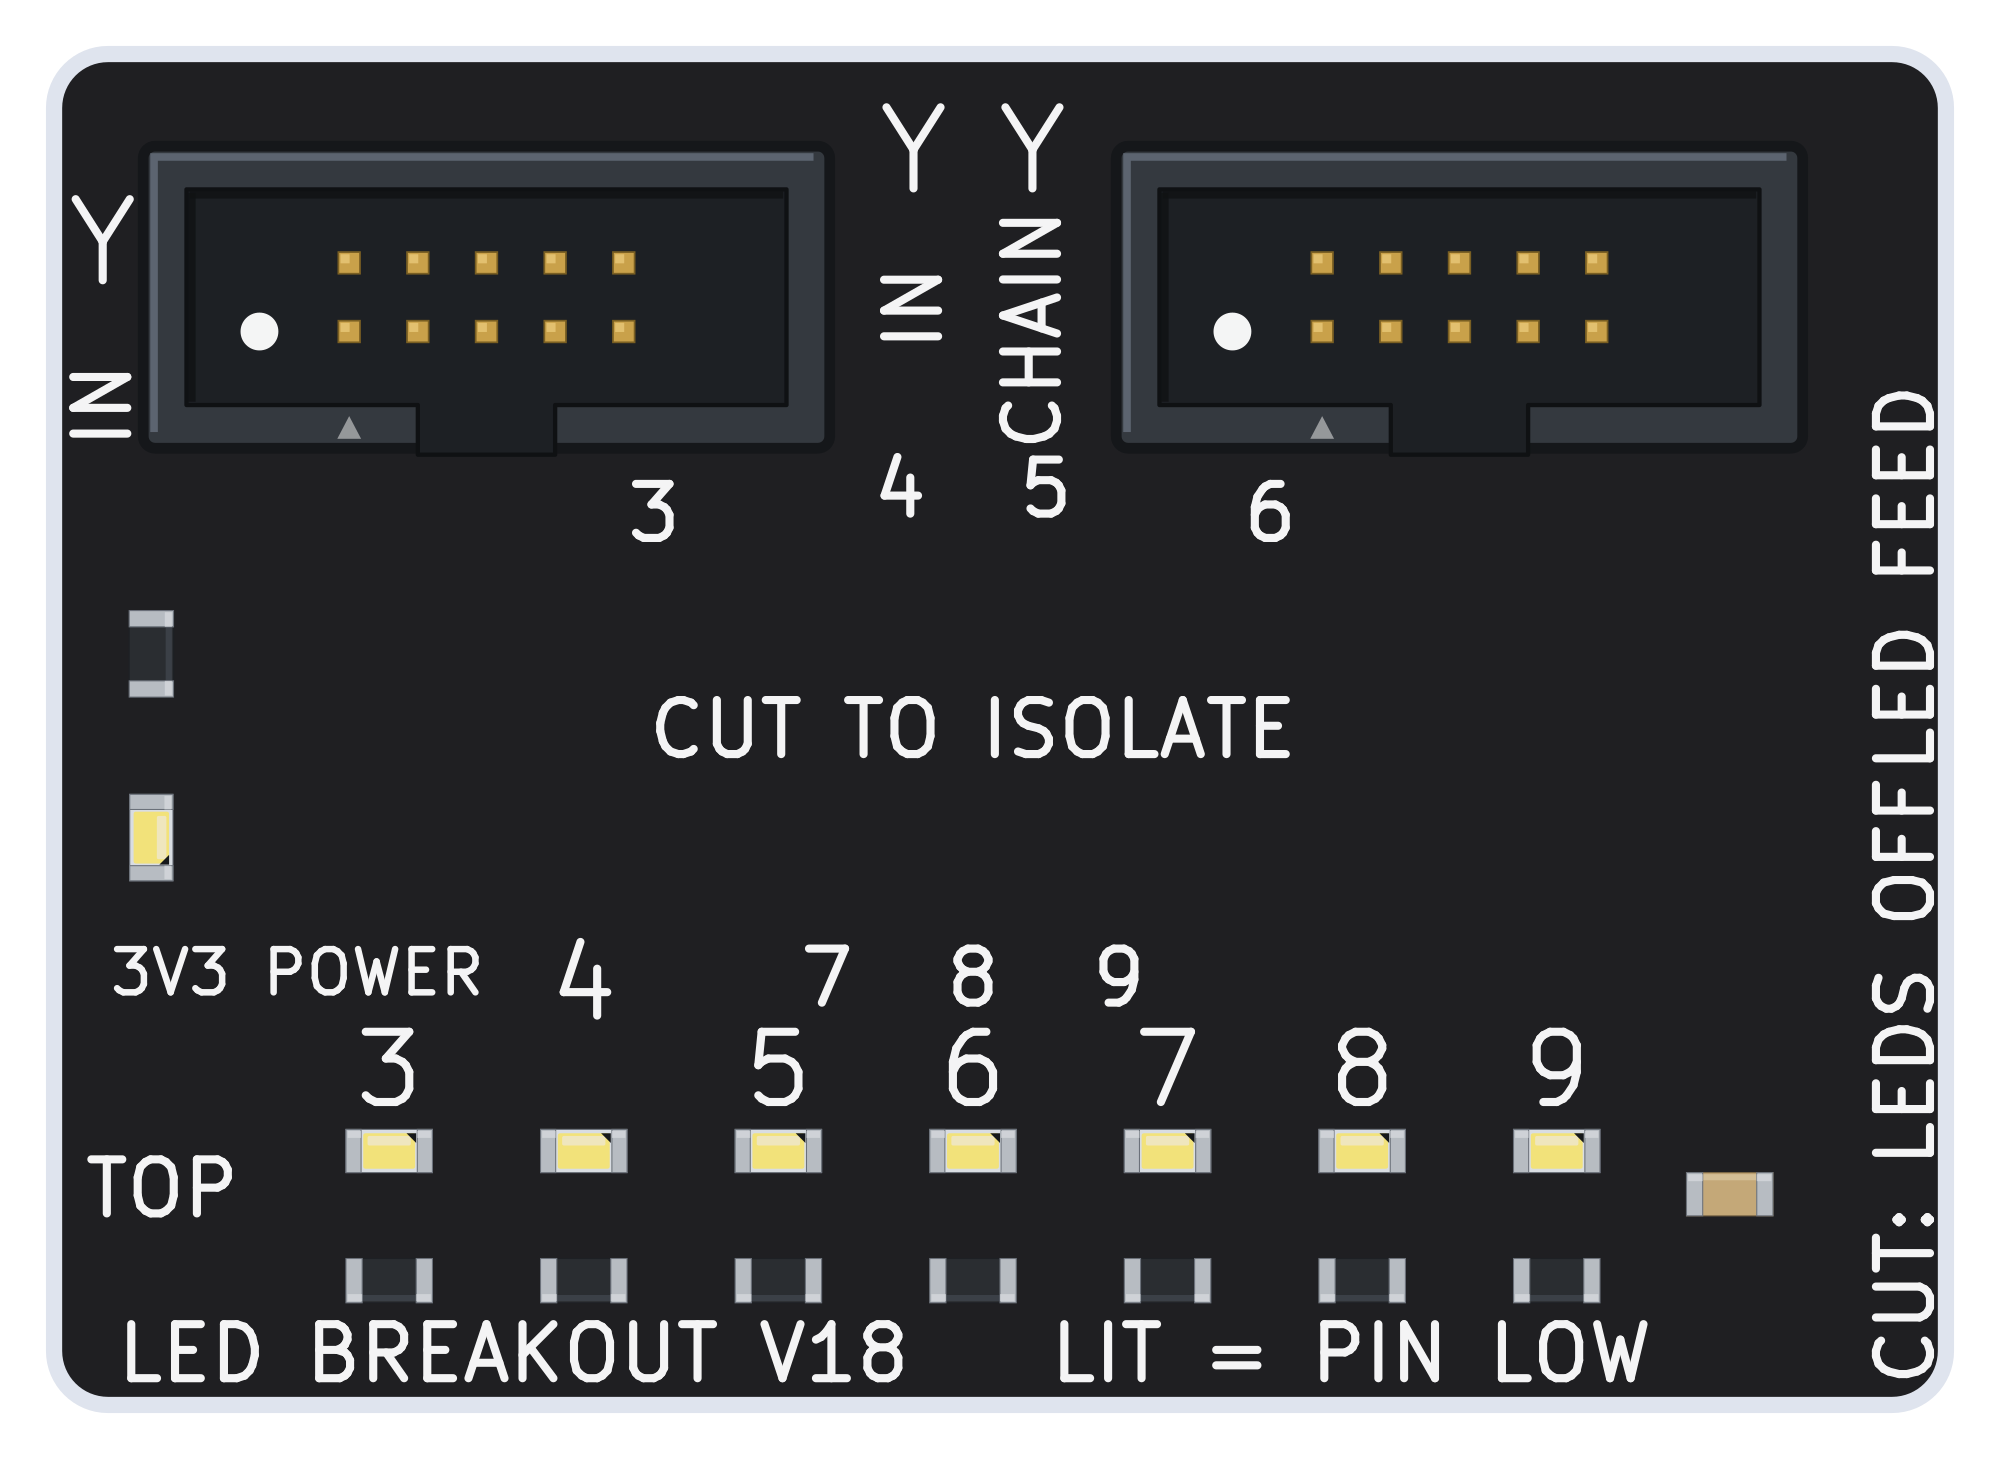 Y Y
Y
IN
IN
CHAIN
3 4 5 6
CUT TO ISOLATE
3V3 POWER
4 7 8 9
3 5 6 7 8 9
TOP
LED BREAKOUT V18
LIT = PIN LOW
CUT: LEDS OFF
LED FEED